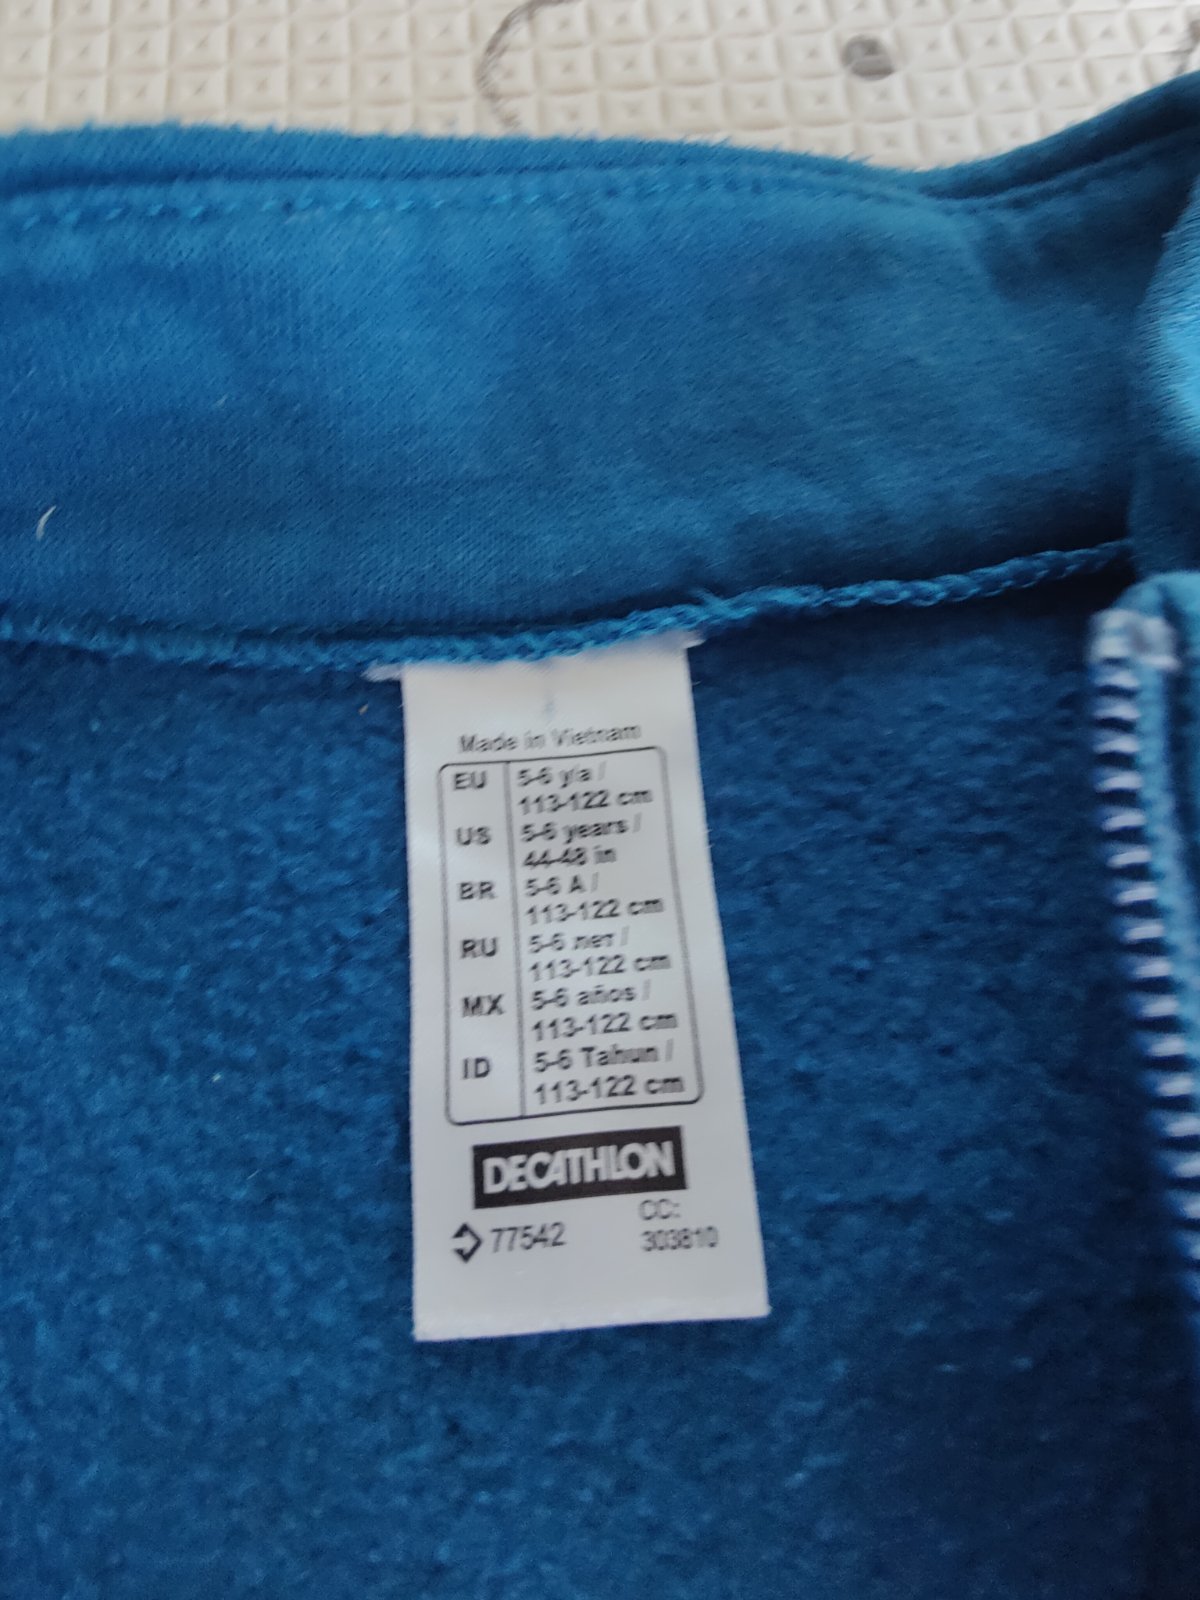 Made in Vietnam
EU 5-6 y/a /
113-122 cm
US 5-6 years /
44-48 in
BR 5-6 A /
113-122 cm
RU 5-6 лет /
113-122 cm
MX 5-6 años /
113-122 cm
ID 5-6 Tahun /
113-122 cm
DECATHLON
77542 CC:
303810